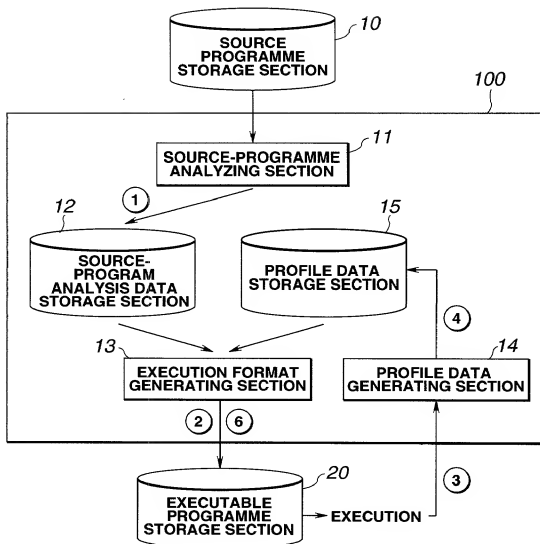 10
SOURCE
PROGRAMME
STORAGE SECTION
100
11
SOURCE-PROGRAMME
ANALYZING SECTION
1
12
15
SOURCE-
PROGRAM
ANALYSIS DATA
STORAGE SECTION
PROFILE DATA
STORAGE SECTION
4
13
14
EXECUTION FORMAT
GENERATING SECTION
PROFILE DATA
GENERATING SECTION
2 6
3
20
EXECUTABLE
PROGRAMME
STORAGE SECTION
EXECUTION